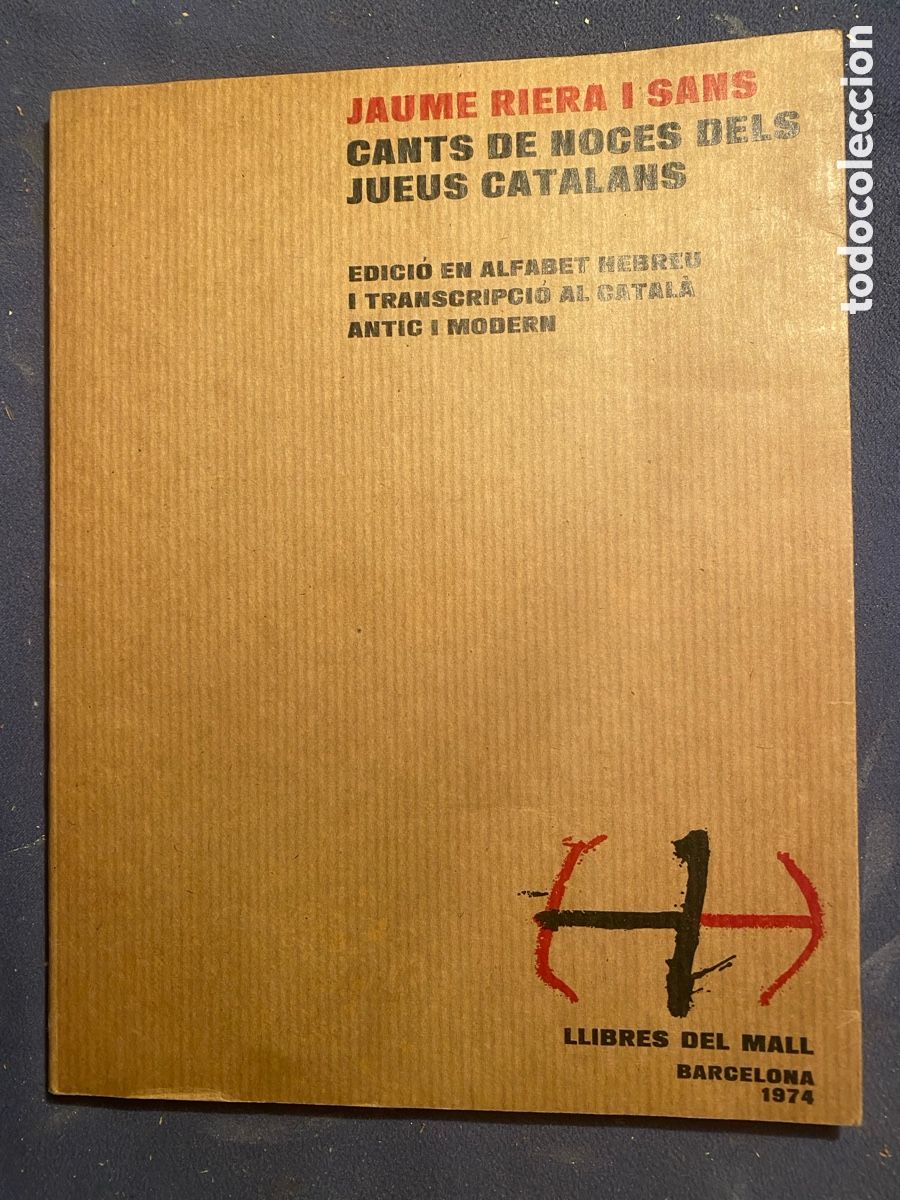 JAUME RIERA I SANS
CANTS DE NOCES DELS
JUEUS CATALANS
EDICIÓ EN ALFABET HEBREU
I TRANSCRIPCIÓ AL CATALÀ
ANTIC I MODERN
LLIBRES DEL MALL
BARCELONA
1974
todocoleccion